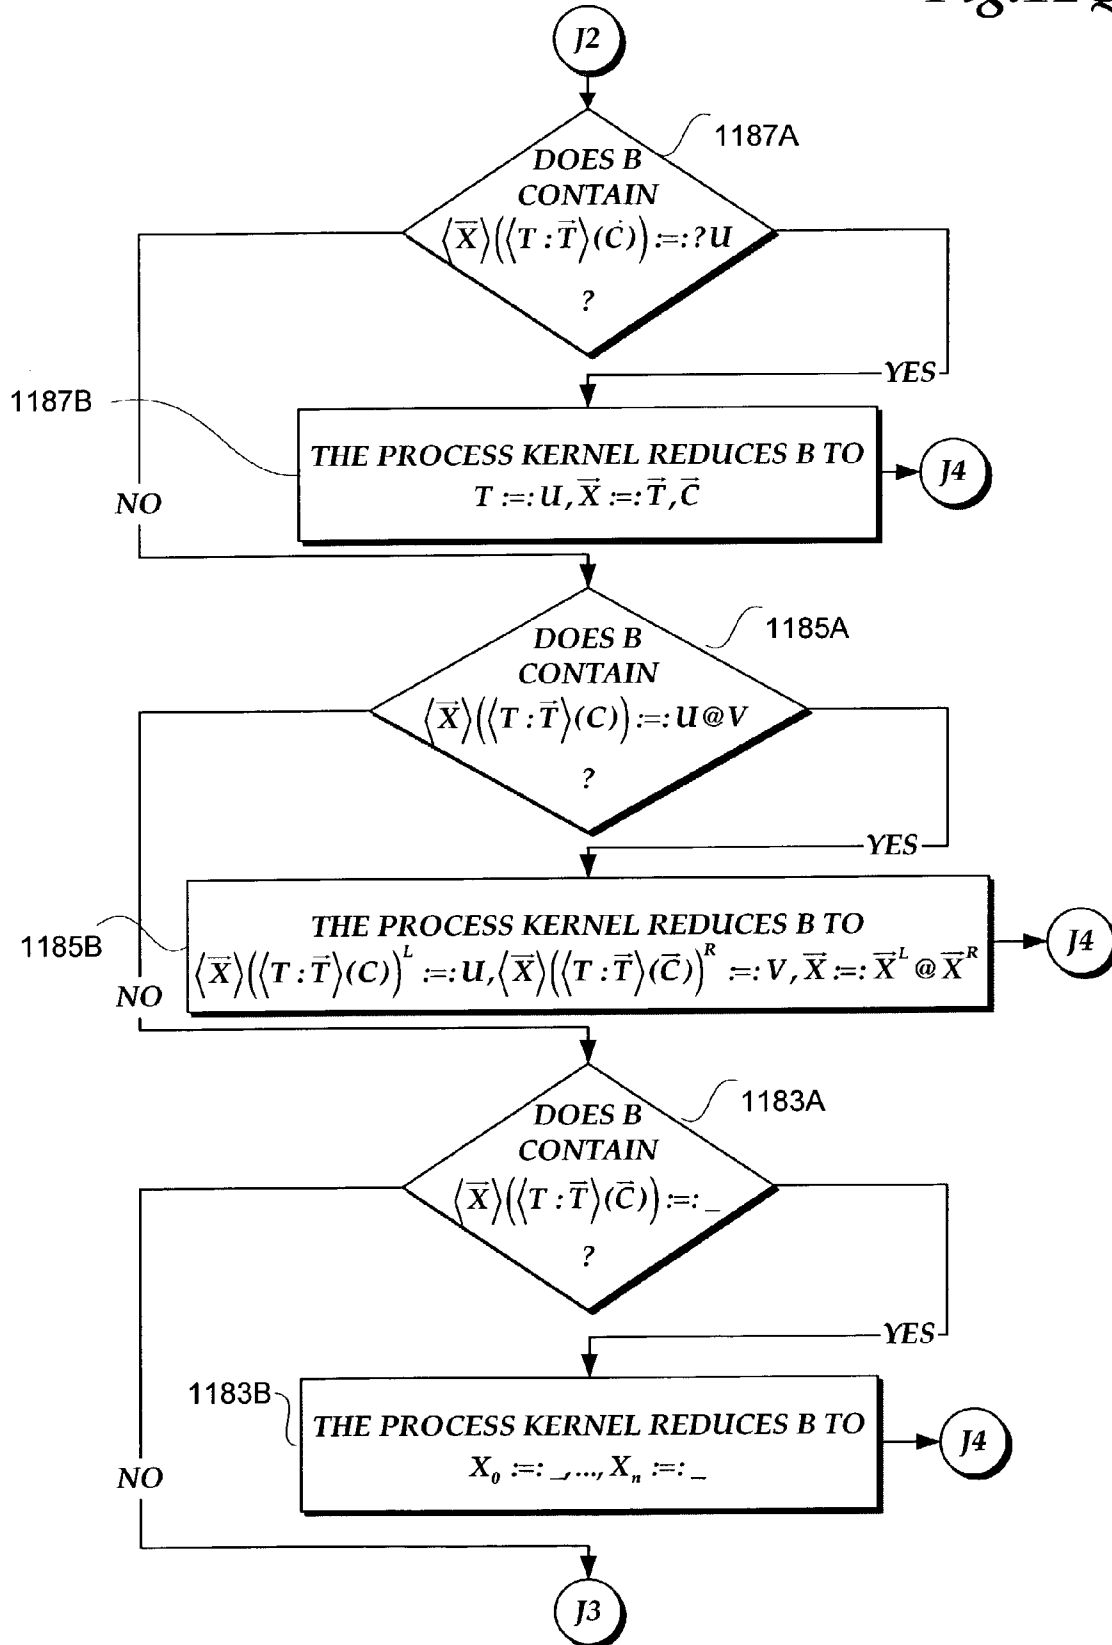 J2
1187A
DOES B
CONTAIN
⟨X̅⟩(⟨T : T⃗⟩(Ċ)) :=: ? U
?
YES
1187B
THE PROCESS KERNEL REDUCES B TO
T :=: U, X⃗ :=: T⃗, C⃗
J4
NO
1185A
DOES B
CONTAIN
⟨X⃗⟩(⟨T : T⃗⟩(C)) :=: U @ V
?
YES
1185B
THE PROCESS KERNEL REDUCES B TO
⟨X⃗⟩(⟨T : T⃗⟩(C))^L :=: U, ⟨X⃗⟩(⟨T : T⃗⟩(C⃗))^R :=: V, X⃗ :=: X⃗^L @ X⃗^R
J4
NO
1183A
DOES B
CONTAIN
⟨X⃗⟩(⟨T : T⃗⟩(C⃗)) :=: _
?
YES
1183B
THE PROCESS KERNEL REDUCES B TO
X₀ :=: _, ..., Xₙ :=: _
J4
NO
J3